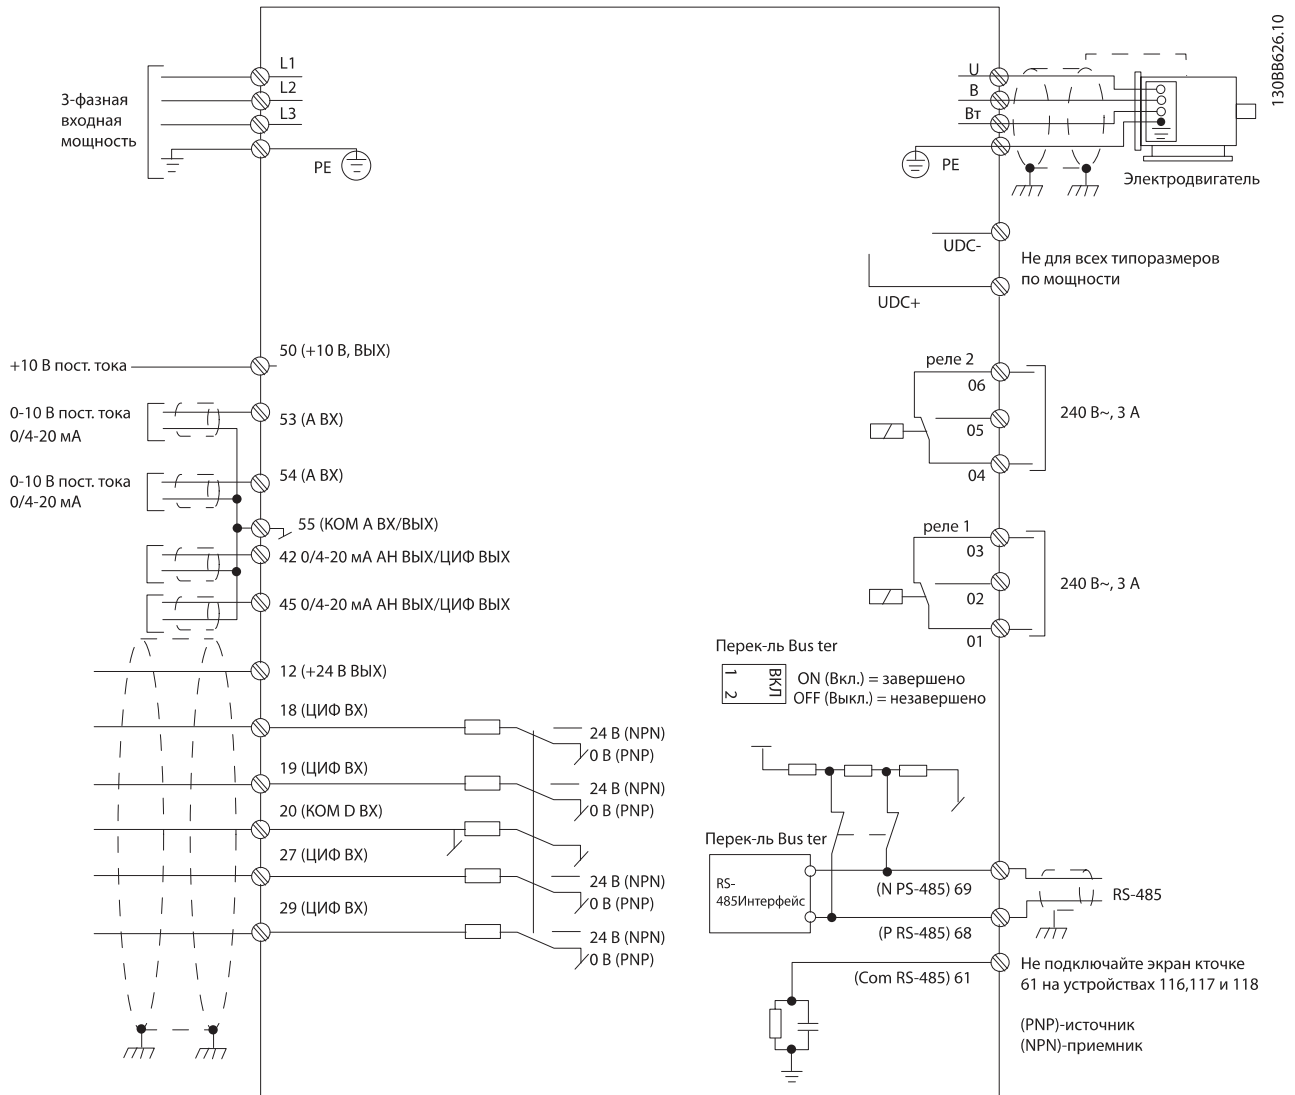 130BB626.10
3-фазная
входная
мощность
L1
L2
L3
PE
U
В
Вт
PE
Электродвигатель
UDC-
UDC+
Не для всех типоразмеров
по мощности
+10 В пост. тока
50 (+10 В, ВЫХ)
0-10 В пост. тока
0/4-20 мА
53 (А ВХ)
0-10 В пост. тока
0/4-20 мА
54 (А ВХ)
55 (КОМ А ВХ/ВЫХ)
42 0/4-20 мА АН ВЫХ/ЦИФ ВЫХ
45 0/4-20 мА АН ВЫХ/ЦИФ ВЫХ
12 (+24 В ВЫХ)
18 (ЦИФ ВХ)
24 В (NPN)
0 В (PNP)
19 (ЦИФ ВХ)
24 В (NPN)
0 В (PNP)
20 (КОМ D ВХ)
27 (ЦИФ ВХ)
24 В (NPN)
0 В (PNP)
29 (ЦИФ ВХ)
24 В (NPN)
0 В (PNP)
реле 2
06
05
04
240 В~, 3 А
реле 1
03
02
01
240 В~, 3 А
Перек-ль Bus ter
1
2
ВКЛ
ON (Вкл.) = завершено
OFF (Выкл.) = незавершено
Перек-ль Bus ter
RS-
485Интерфейс
(N PS-485) 69
(P RS-485) 68
RS-485
(Com RS-485) 61
Не подключайте экран кточке
61 на устройствах 116,117 и 118
(PNP)-источник
(NPN)-приемник